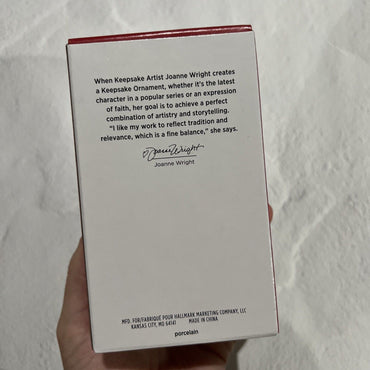 When Keepsake Artist Joanne Wright creates
a Keepsake Ornament, whether it's the latest
character in a popular series or an expression
of faith, her goal is to achieve a perfect
combination of artistry and storytelling.
"I like my work to reflect tradition and
relevance, which is a fine balance," she says.
Joanne Wright
Joanne Wright
MFD. FOR/FABRIQUÉ POUR HALLMARK MARKETING COMPANY, LLC
KANSAS CITY, MO 64141 MADE IN CHINA
porcelain